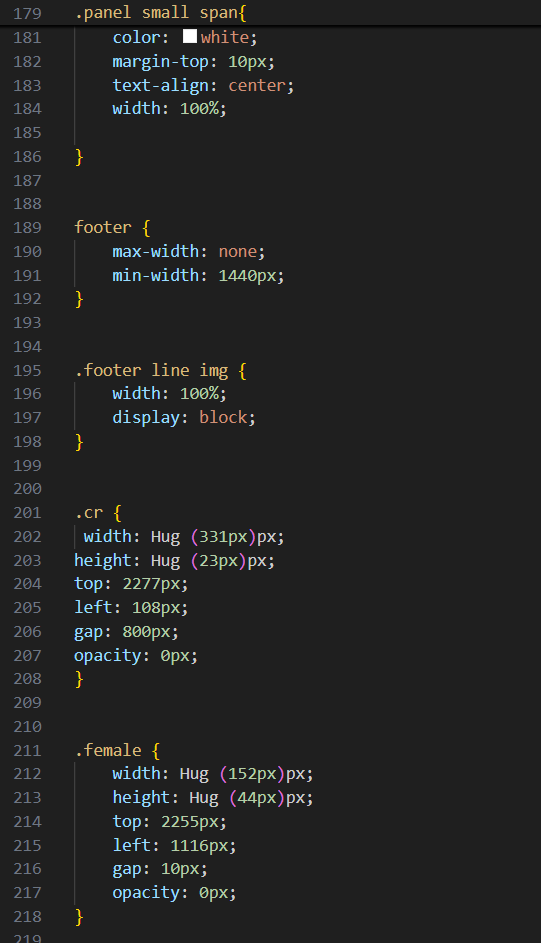 179 .panel small span{
181 color: white;
182 margin-top: 10px;
183 text-align: center;
184 width: 100%;
185
186 }
187
188
189 footer {
190 max-width: none;
191 min-width: 1440px;
192 }
193
194
195 .footer line img {
196 width: 100%;
197 display: block;
198 }
199
200
201 .cr {
202 width: Hug (331px)px;
203 height: Hug (23px)px;
204 top: 2277px;
205 left: 108px;
206 gap: 800px;
207 opacity: 0px;
208 }
209
210
211 .female {
212 width: Hug (152px)px;
213 height: Hug (44px)px;
214 top: 2255px;
215 left: 1116px;
216 gap: 10px;
217 opacity: 0px;
218 }
219